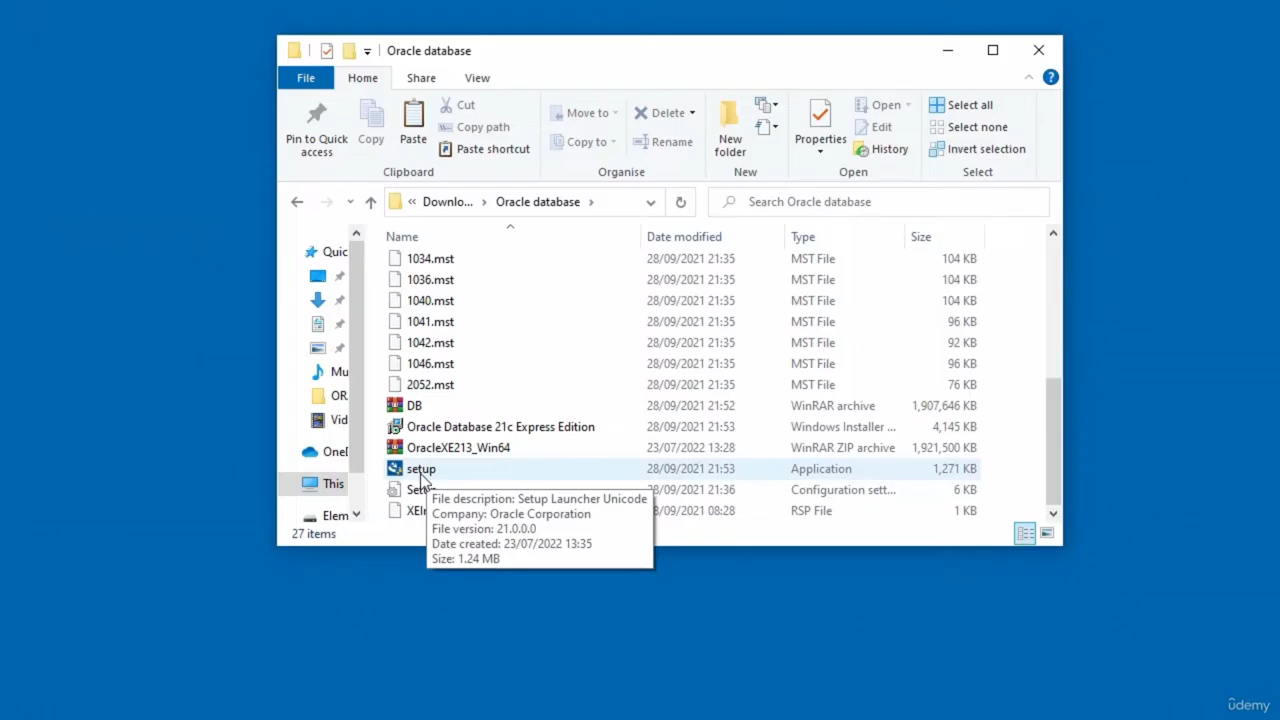 Oracle database
File Home Share View
Pin to Quick access
Copy
Paste
Cut
Copy path
Paste shortcut
Clipboard
Move to
Copy to
Delete
Rename
Organise
New folder
New
Properties
Open
Edit
History
Open
Select all
Select none
Invert selection
Select
« Downlo... › Oracle database ›
Search Oracle database
Quic
Mu
OR
Vid
OneD
This
Elem
Name Date modified Type Size
1034.mst 28/09/2021 21:35 MST File 104 KB
1036.mst 28/09/2021 21:35 MST File 104 KB
1040.mst 28/09/2021 21:35 MST File 104 KB
1041.mst 28/09/2021 21:35 MST File 96 KB
1042.mst 28/09/2021 21:35 MST File 92 KB
1046.mst 28/09/2021 21:35 MST File 96 KB
2052.mst 28/09/2021 21:35 MST File 76 KB
DB 28/09/2021 21:52 WinRAR archive 1,907,646 KB
Oracle Database 21c Express Edition 28/09/2021 21:53 Windows Installer ... 4,145 KB
OracleXE213_Win64 23/07/2022 13:28 WinRAR ZIP archive 1,921,500 KB
setup 28/09/2021 21:53 Application 1,271 KB
28/09/2021 21:36 Configuration sett... 6 KB
8/09/2021 08:28 RSP File 1 KB
File description: Setup Launcher Unicode
Company: Oracle Corporation
File version: 21.0.0.0
Date created: 23/07/2022 13:35
Size: 1.24 MB
27 items
ûdemy